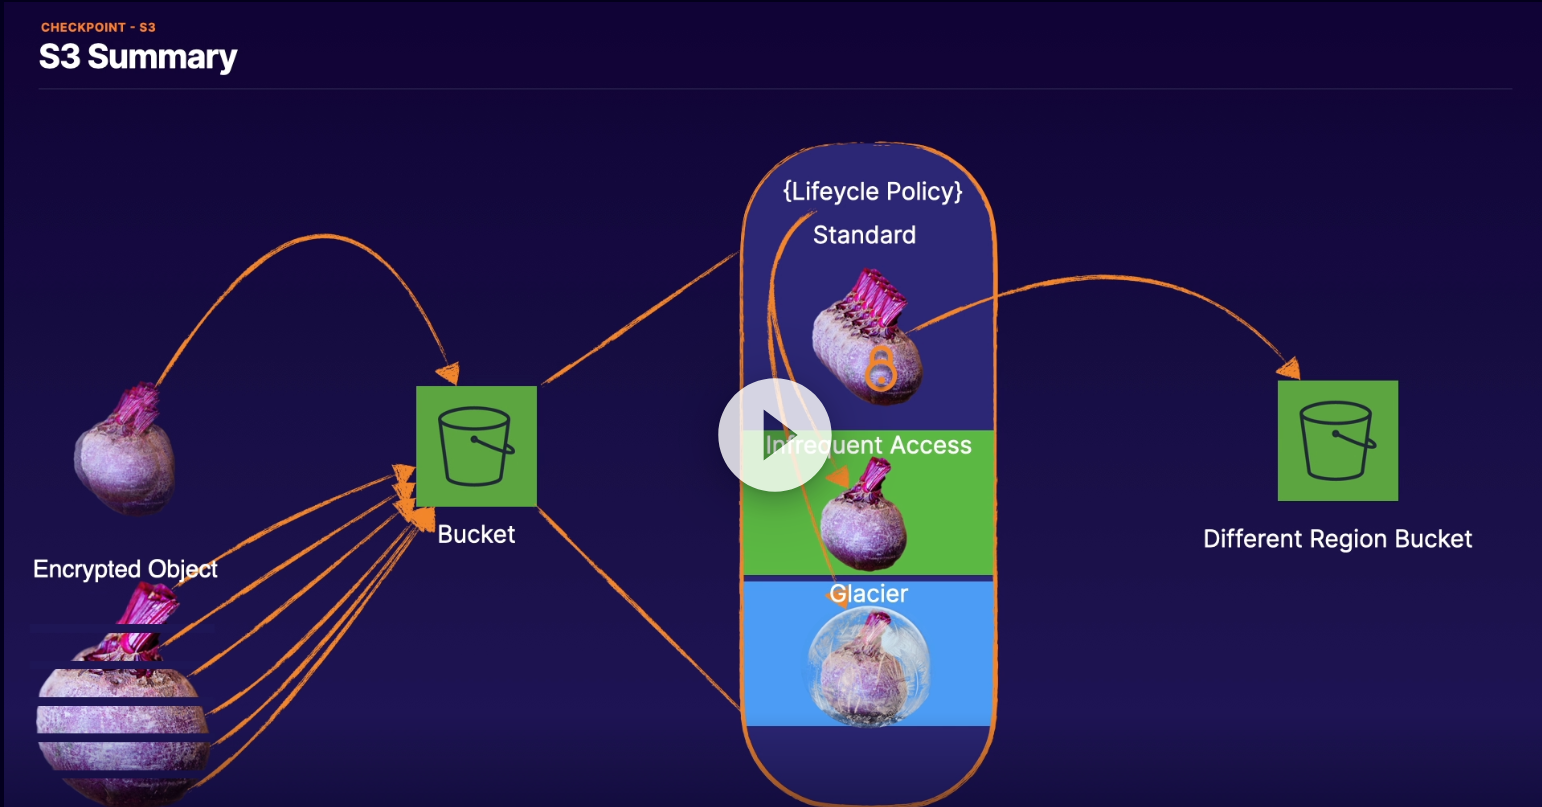 CHECKPOINT - S3
S3 Summary
{Lifeycle Policy}
Standard
Infrequent Access
Bucket
Different Region Bucket
Encrypted Object
Glacier